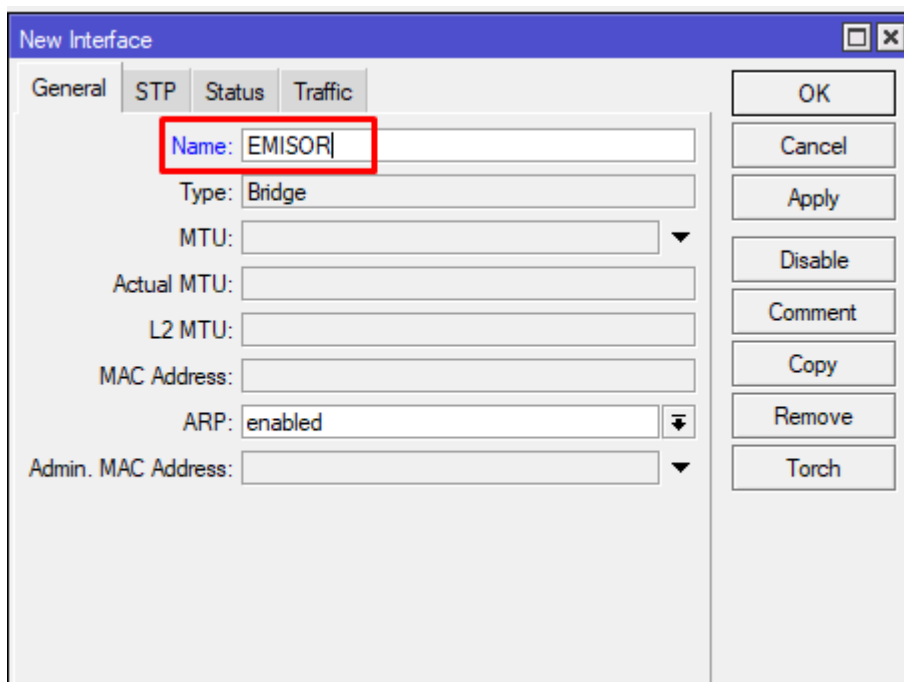 New Interface
General STP Status Traffic
Name: EMISOR
Type: Bridge
MTU:
Actual MTU:
L2 MTU:
MAC Address:
ARP: enabled
Admin. MAC Address:
OK
Cancel
Apply
Disable
Comment
Copy
Remove
Torch